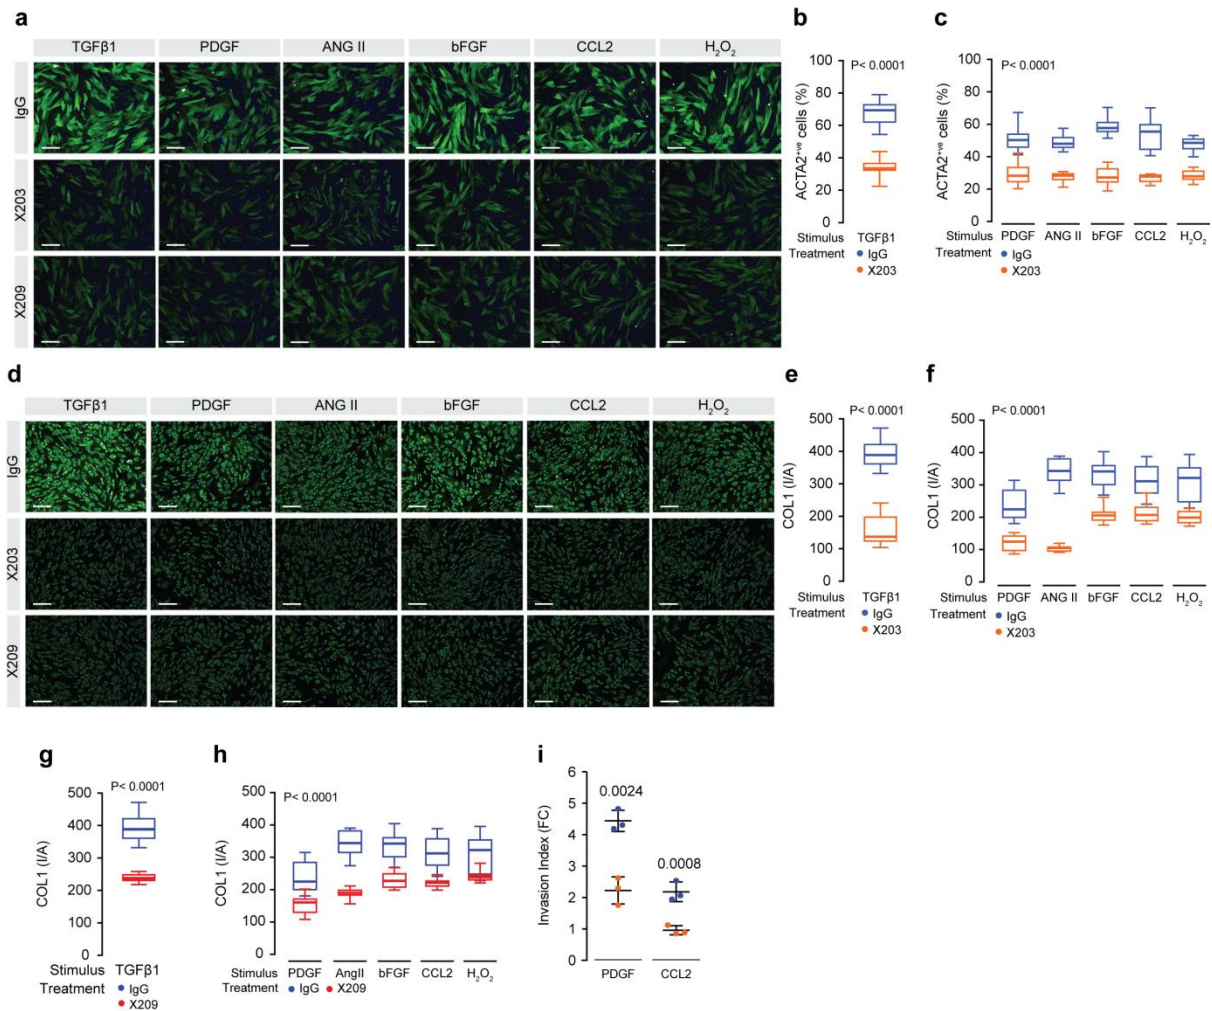 a
TGFβ1 PDGF ANG II bFGF CCL2 H₂O₂
IgG
X203
X209
b
P< 0.0001
ACTA2⁺ᵛᵉ cells (%)
100
80
60
40
20
0
Stimulus TGFβ1
Treatment IgG
X203
c
P< 0.0001
ACTA2⁺ᵛᵉ cells (%)
100
80
60
40
20
0
Stimulus PDGF ANG II bFGF CCL2 H₂O₂
Treatment IgG
X203
d
TGFβ1 PDGF ANG II bFGF CCL2 H₂O₂
IgG
X203
X209
e
P< 0.0001
COL1 (I/A)
500
400
300
200
100
0
Stimulus TGFβ1
Treatment IgG
X203
f
P< 0.0001
COL1 (I/A)
500
400
300
200
100
0
Stimulus PDGF ANG II bFGF CCL2 H₂O₂
Treatment IgG
X203
g
P< 0.0001
COL1 (I/A)
500
400
300
200
100
0
Stimulus TGFβ1
Treatment IgG
X209
h
P< 0.0001
COL1 (I/A)
500
400
300
200
100
0
Stimulus PDGF AngII bFGF CCL2 H₂O₂
Treatment IgG X209
i
Invasion Index (FC)
6
5
4
3
2
1
0
0.0024
0.0008
PDGF CCL2